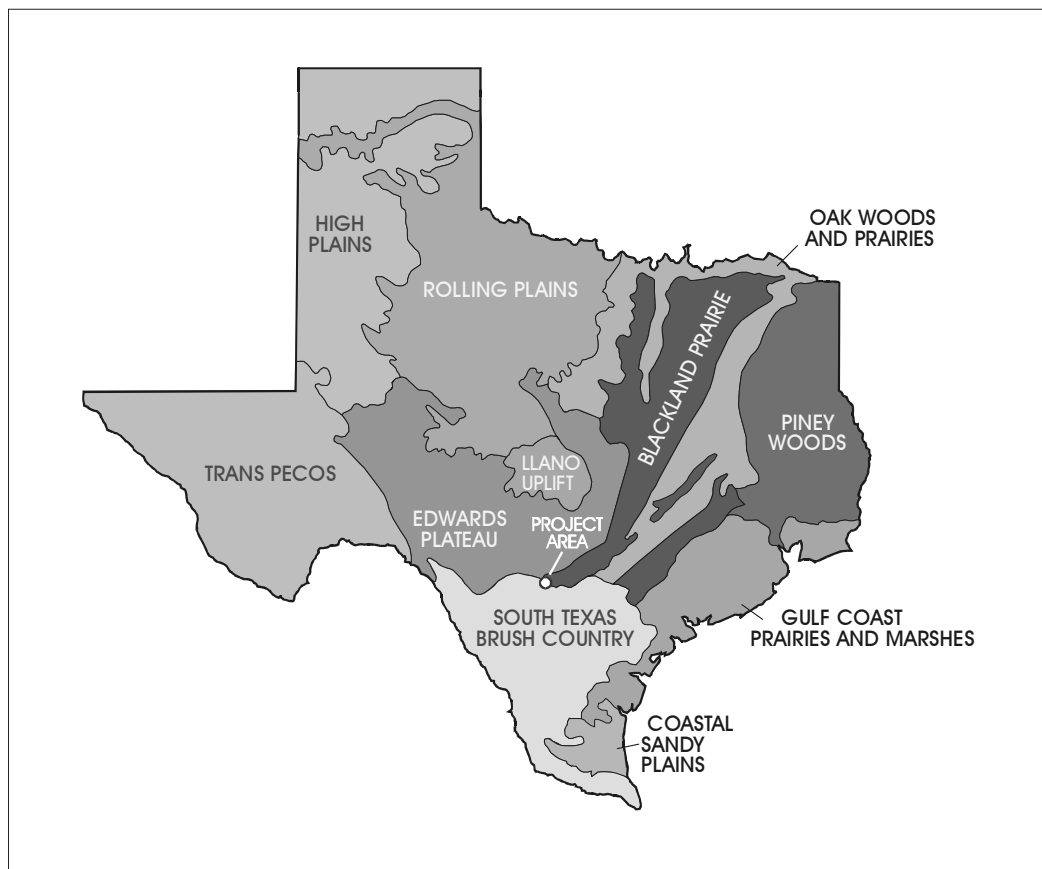 OAK WOODS
AND PRAIRIES
HIGH
PLAINS
ROLLING PLAINS
BLACKLAND PRAIRIE
PINEY
WOODS
TRANS PECOS
LLANO
UPLIFT
EDWARDS
PLATEAU
PROJECT
AREA
SOUTH TEXAS
BRUSH COUNTRY
GULF COAST
PRAIRIES AND MARSHES
COASTAL
SANDY
PLAINS